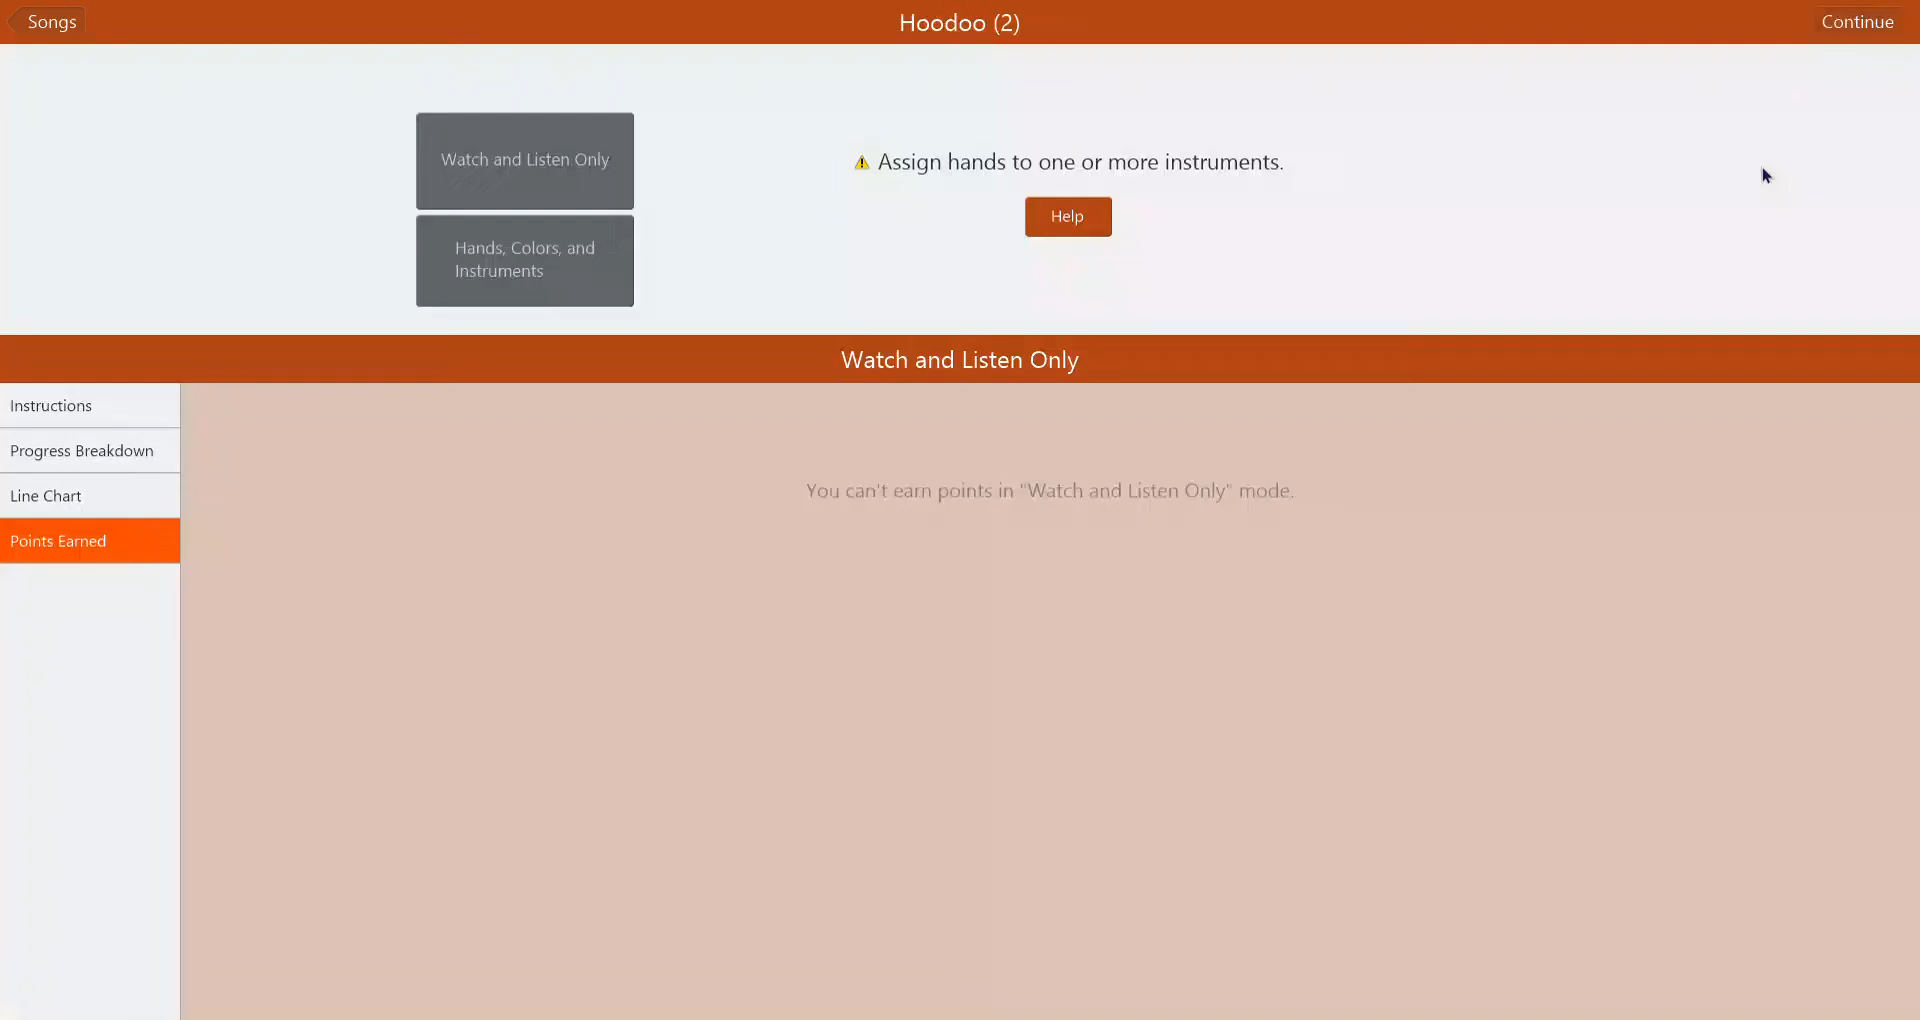 Songs
Hoodoo (2)
Continue
Watch and Listen Only
Assign hands to one or more instruments.
Help
Hands, Colors, and
Instruments
Watch and Listen Only
Instructions
Progress Breakdown
Line Chart
Points Earned
You can't earn points in "Watch and Listen Only" mode.